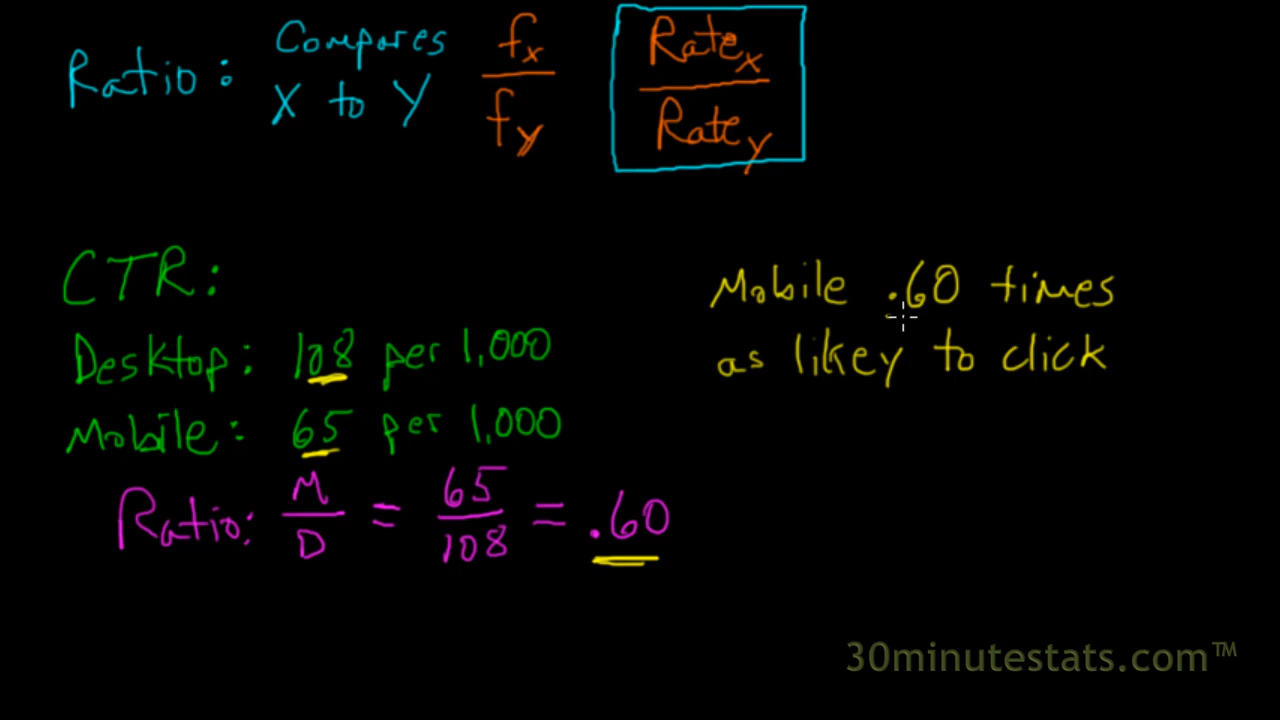 Ratio: Compares X to Y fx/fy Ratex/Ratey
CTR:
Desktop: 108 per 1,000
Mobile: 65 per 1,000
Ratio: M/D = 65/108 = .60
Mobile .60 times
as likey to click
30minutestats.com™